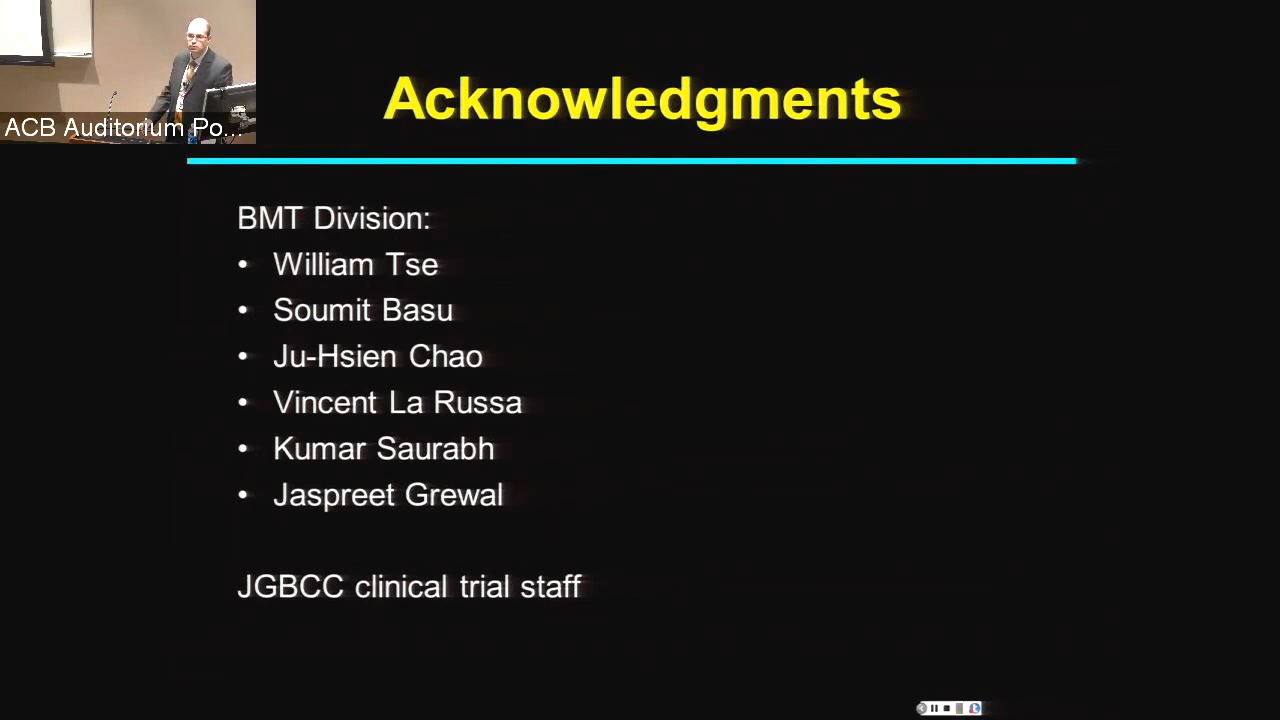 ACB Auditorium Po...
Acknowledgments
BMT Division:
• William Tse
• Soumit Basu
• Ju-Hsien Chao
• Vincent La Russa
• Kumar Saurabh
• Jaspreet Grewal
JGBCC clinical trial staff